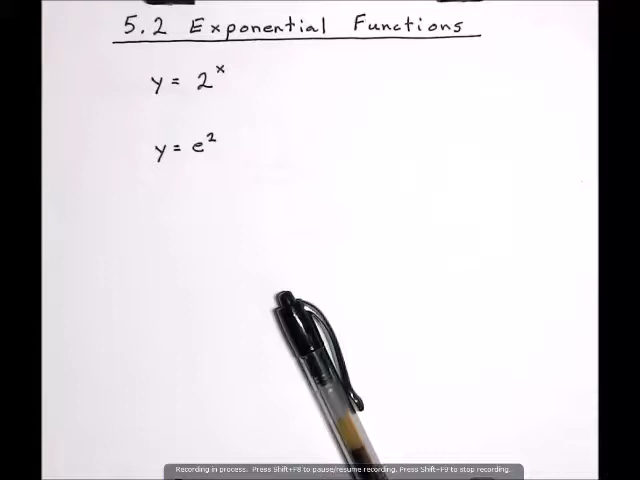 5.2 Exponential Functions
y = 2^x
y = e^2
Recording in process. Press Shift+F8 to pause/resume recording. Press Shift+F9 to stop recording.